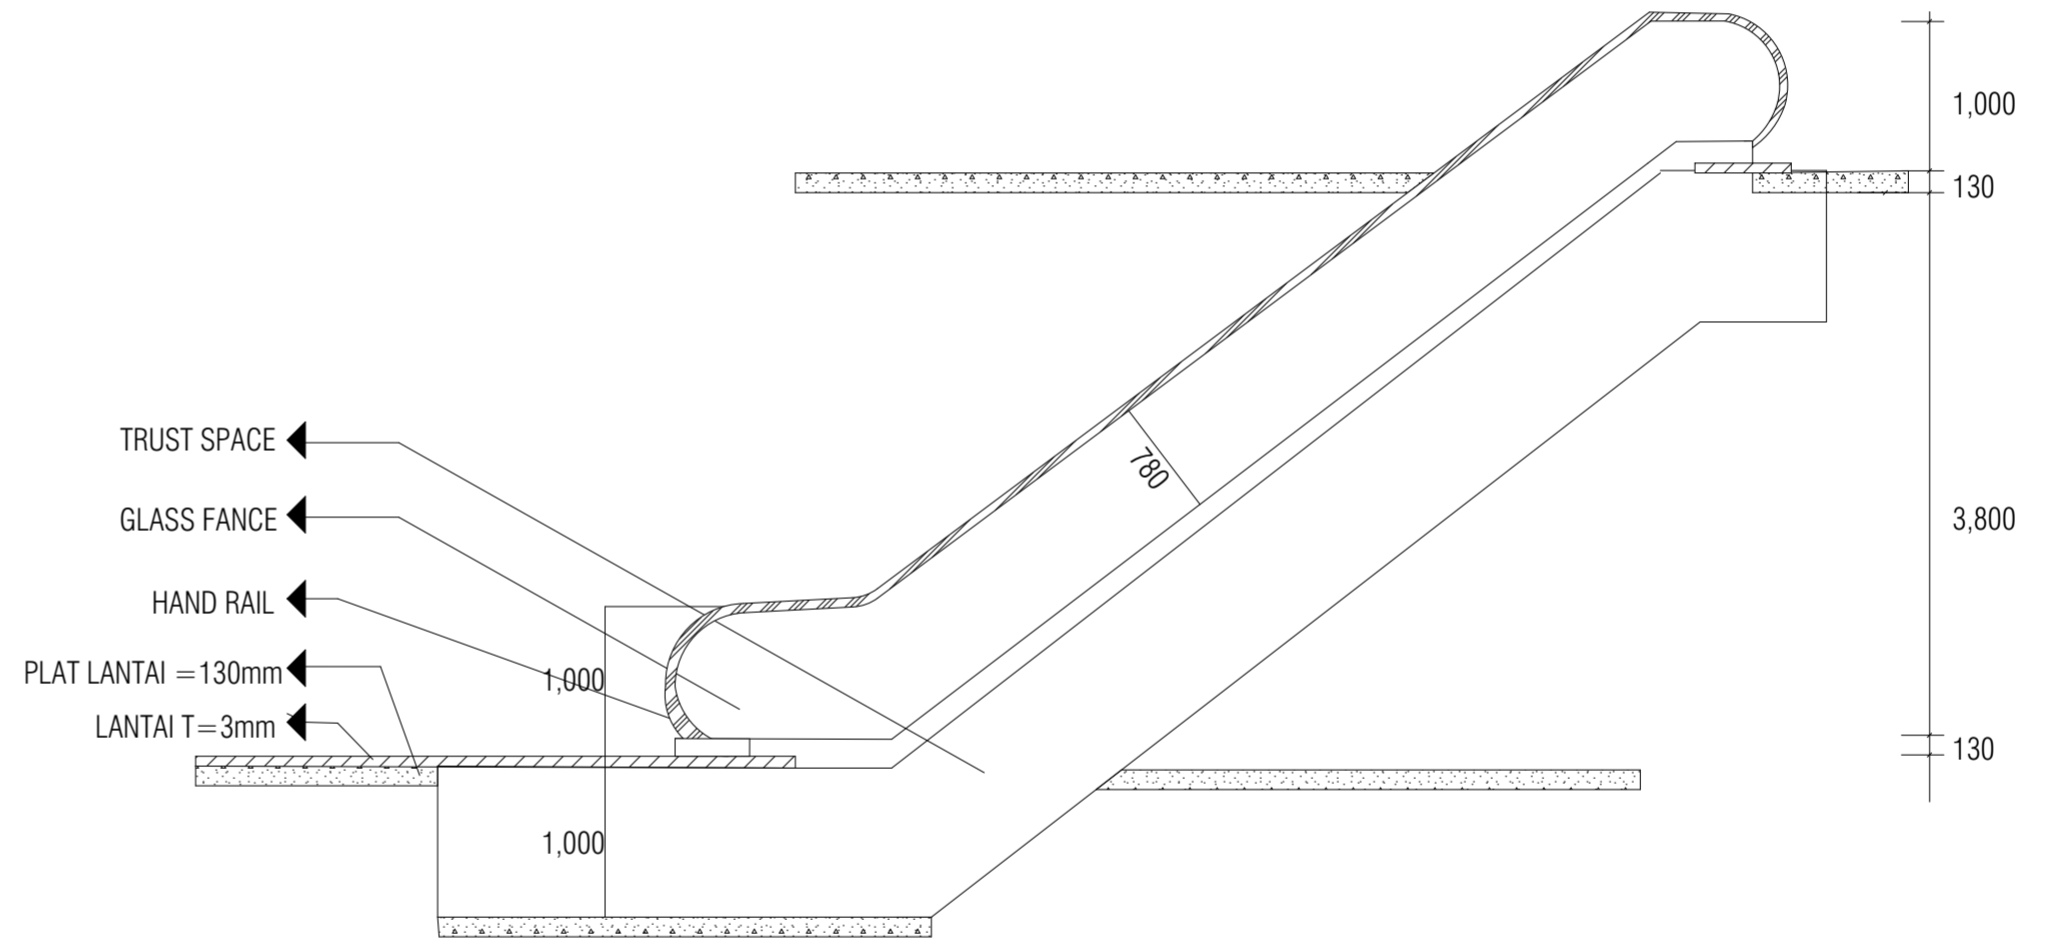 1,000
130
TRUST SPACE
780
GLASS FANCE
3,800
HAND RAIL
1,000
PLAT LANTAI =130mm
LANTAI T=3mm
130
1,000